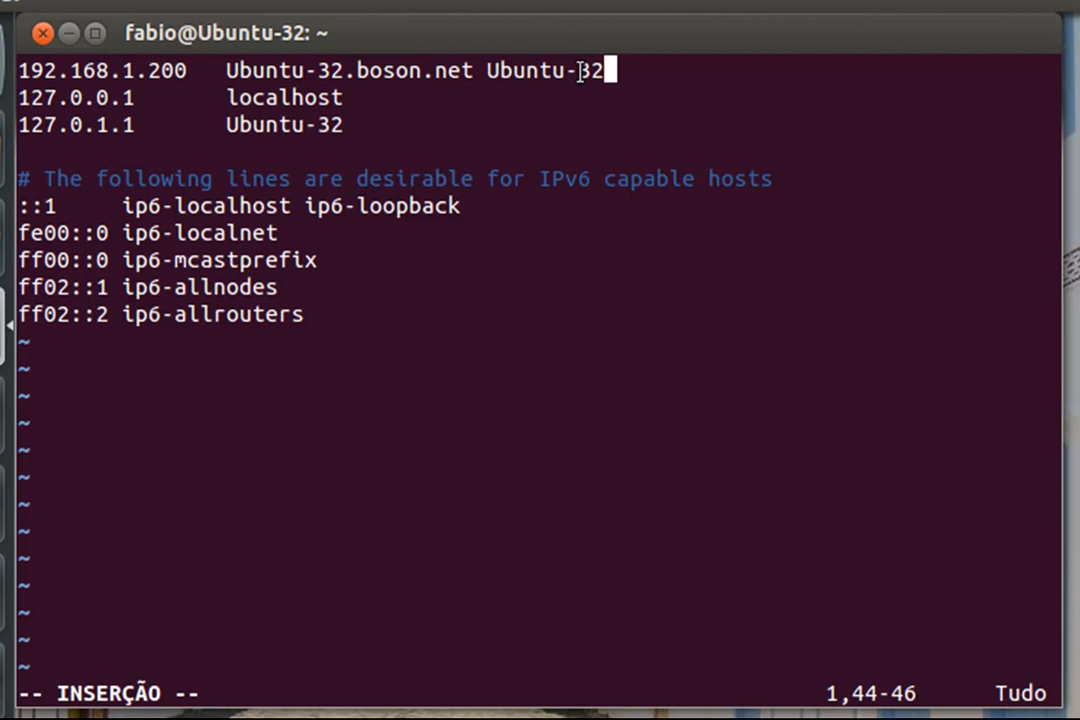 fabio@Ubuntu-32: ~
192.168.1.200 Ubuntu-32.boson.net Ubuntu-32
127.0.0.1 localhost
127.0.1.1 Ubuntu-32
# The following lines are desirable for IPv6 capable hosts
::1 ip6-localhost ip6-loopback
fe00::0 ip6-localnet
ff00::0 ip6-mcastprefix
ff02::1 ip6-allnodes
ff02::2 ip6-allrouters
~
~
~
~
~
~
~
~
~
~
~
~
~
-- INSERÇÃO -- 1,44-46 Tudo